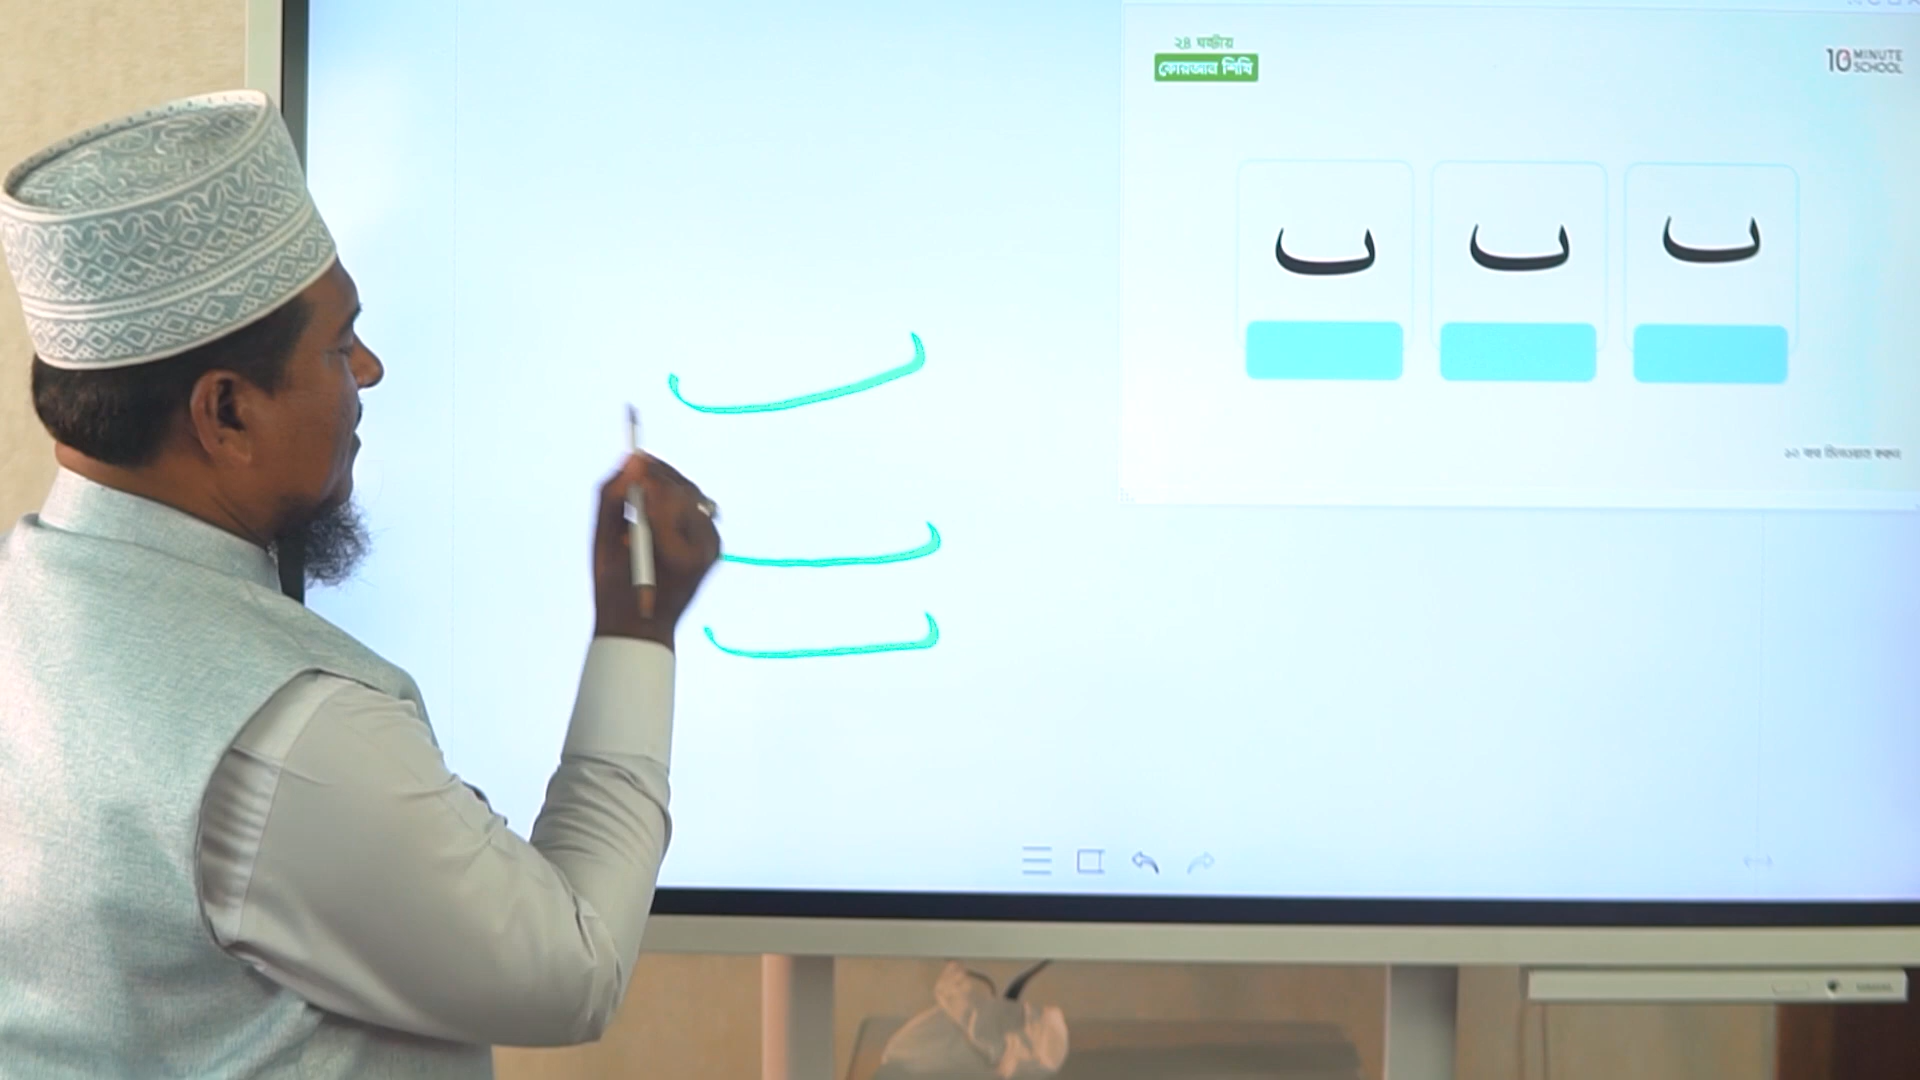 ২৪ ঘন্টায়
কোরআন শিখি
10 MINUTE SCHOOL
ٮ ٮ ٮ
ٮ
ٮ
ٮ